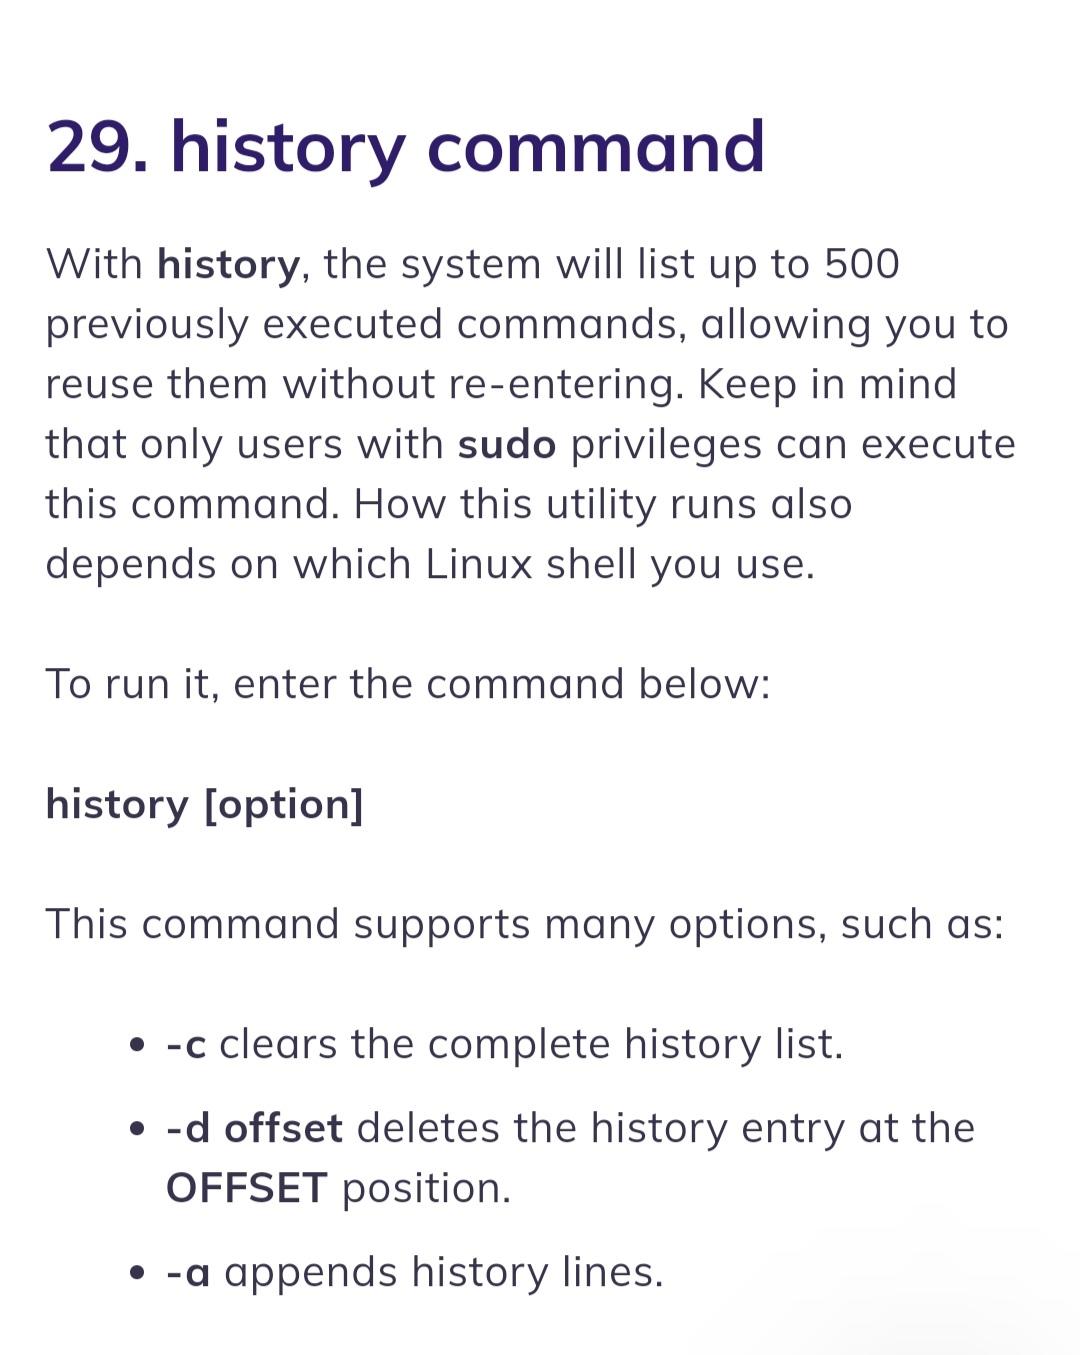 29. history command
With history, the system will list up to 500
previously executed commands, allowing you to
reuse them without re-entering. Keep in mind
that only users with sudo privileges can execute
this command. How this utility runs also
depends on which Linux shell you use.
To run it, enter the command below:
history [option]
This command supports many options, such as:
• -c clears the complete history list.
• -d offset deletes the history entry at the
OFFSET position.
• -a appends history lines.